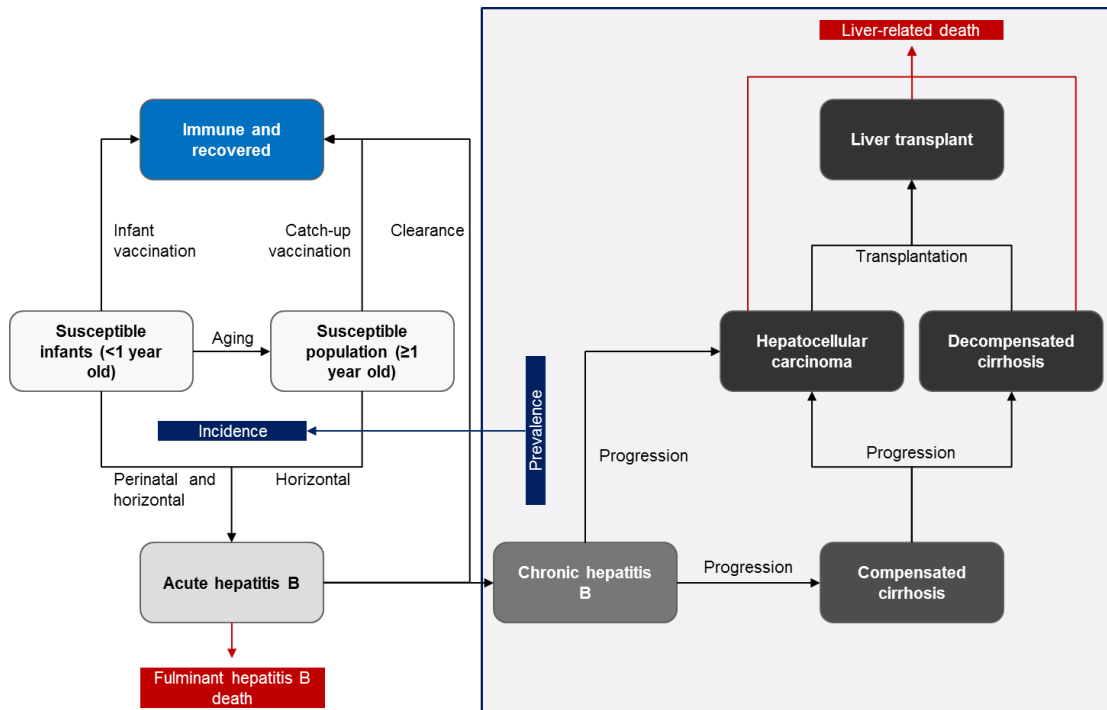 Liver-related death
Immune and
recovered
Liver transplant
Infant
vaccination
Catch-up
vaccination
Clearance
Transplantation
Susceptible
infants (<1 year
old)
Aging
Susceptible
population (≥1
year old)
Hepatocellular
carcinoma
Decompensated
cirrhosis
Incidence
Prevalence
Progression
Progression
Perinatal and
horizontal
Horizontal
Acute hepatitis B
Chronic hepatitis
B
Progression
Compensated
cirrhosis
Fulminant hepatitis B
death